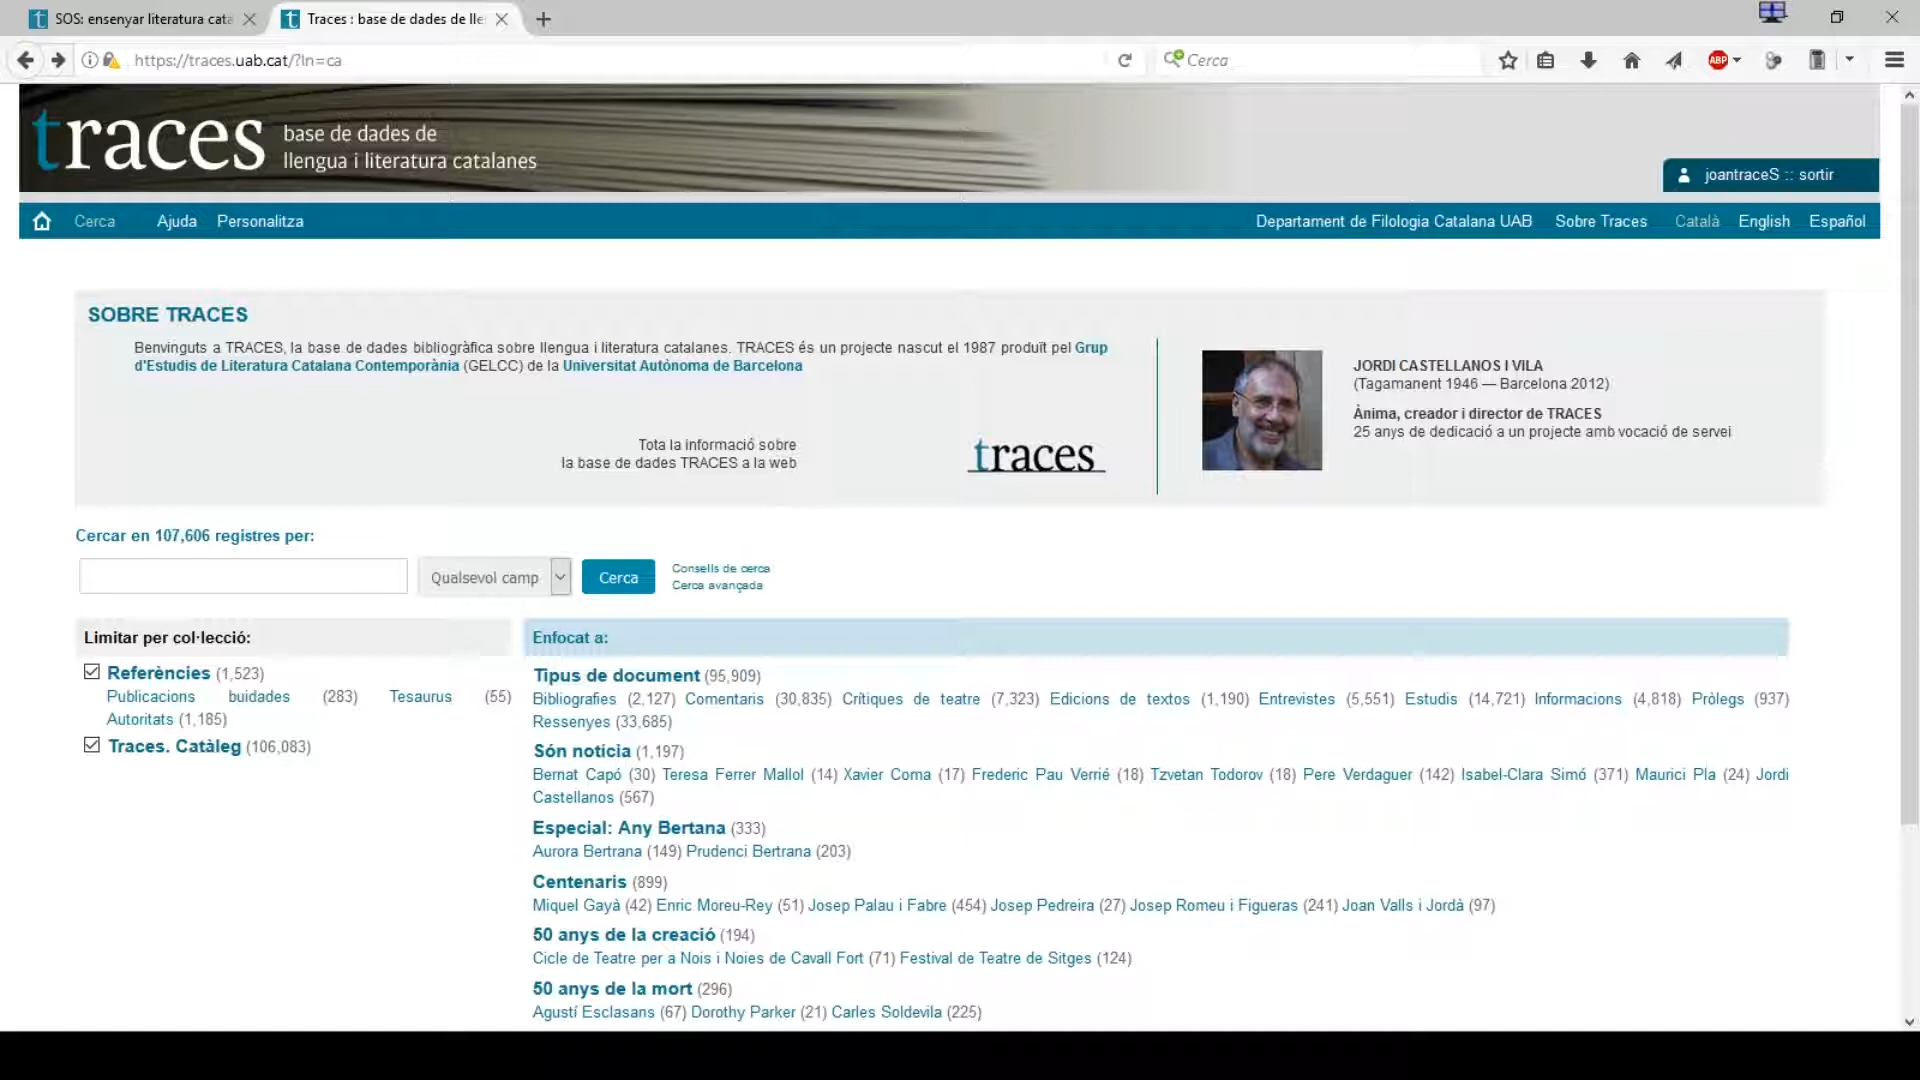 SOS: ensenyar literatura cata
Traces : base de dades de lle
https://traces.uab.cat/?ln=ca
Cerca
ABP
traces
base de dades de
llengua i literatura catalanes
joantraceS :: sortir
Cerca Ajuda Personalitza
Departament de Filologia Catalana UAB Sobre Traces Català English Español
SOBRE TRACES
Benvinguts a TRACES, la base de dades bibliogràfica sobre llengua i literatura catalanes. TRACES és un projecte nascut el 1987 produït pel Grup
d'Estudis de Literatura Catalana Contemporània (GELCC) de la Universitat Autònoma de Barcelona
Tota la informació sobre
la base de dades TRACES a la web
traces
JORDI CASTELLANOS I VILA
(Tagamanent 1946 — Barcelona 2012)
Ànima, creador i director de TRACES
25 anys de dedicació a un projecte amb vocació de servei
Cercar en 107,606 registres per:
Qualsevol camp
Cerca
Consells de cerca
Cerca avançada
Limitar per col·lecció:
Referències (1,523)
Publicacions buidades (283) Tesaurus (55)
Autoritats (1,185)
Traces. Catàleg (106,083)
Enfocat a:
Tipus de document (95,909)
Bibliografies (2,127) Comentaris (30,835) Crítiques de teatre (7,323) Edicions de textos (1,190) Entrevistes (5,551) Estudis (14,721) Informacions (4,818) Pròlegs (937)
Ressenyes (33,685)
Són notícia (1,197)
Bernat Capó (30) Teresa Ferrer Mallol (14) Xavier Coma (17) Frederic Pau Verrié (18) Tzvetan Todorov (18) Pere Verdaguer (142) Isabel-Clara Simó (371) Maurici Pla (24) Jordi
Castellanos (567)
Especial: Any Bertana (333)
Aurora Bertrana (149) Prudenci Bertrana (203)
Centenaris (899)
Miquel Gayà (42) Enric Moreu-Rey (51) Josep Palau i Fabre (454) Josep Pedreira (27) Josep Romeu i Figueras (241) Joan Valls i Jordà (97)
50 anys de la creació (194)
Cicle de Teatre per a Nois i Noies de Cavall Fort (71) Festival de Teatre de Sitges (124)
50 anys de la mort (296)
Agustí Esclasans (67) Dorothy Parker (21) Carles Soldevila (225)